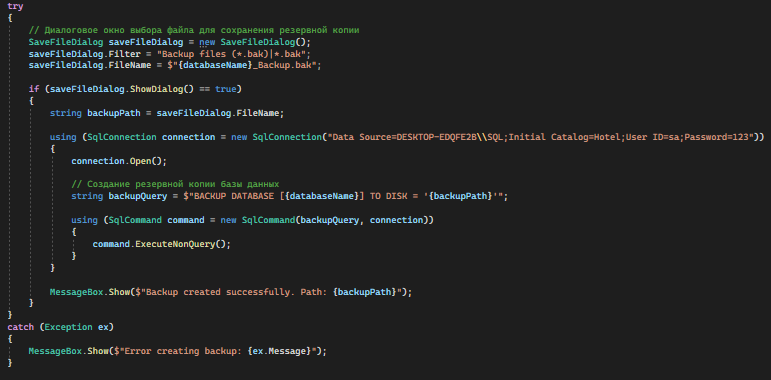 try
{
// Диалоговое окно выбора файла для сохранения резервной копии
SaveFileDialog saveFileDialog = new SaveFileDialog();
saveFileDialog.Filter = "Backup files (*.bak)|*.bak";
saveFileDialog.FileName = $"{databaseName}_Backup.bak";
if (saveFileDialog.ShowDialog() == true)
{
string backupPath = saveFileDialog.FileName;
using (SqlConnection connection = new SqlConnection("Data Source=DESKTOP-EDQFE2B\\SQL;Initial Catalog=Hotel;User ID=sa;Password=123"))
{
connection.Open();
// Создание резервной копии базы данных
string backupQuery = $"BACKUP DATABASE [{databaseName}] TO DISK = '{backupPath}'";
using (SqlCommand command = new SqlCommand(backupQuery, connection))
{
command.ExecuteNonQuery();
}
}
MessageBox.Show($"Backup created successfully. Path: {backupPath}");
}
}
catch (Exception ex)
{
MessageBox.Show($"Error creating backup: {ex.Message}");
}